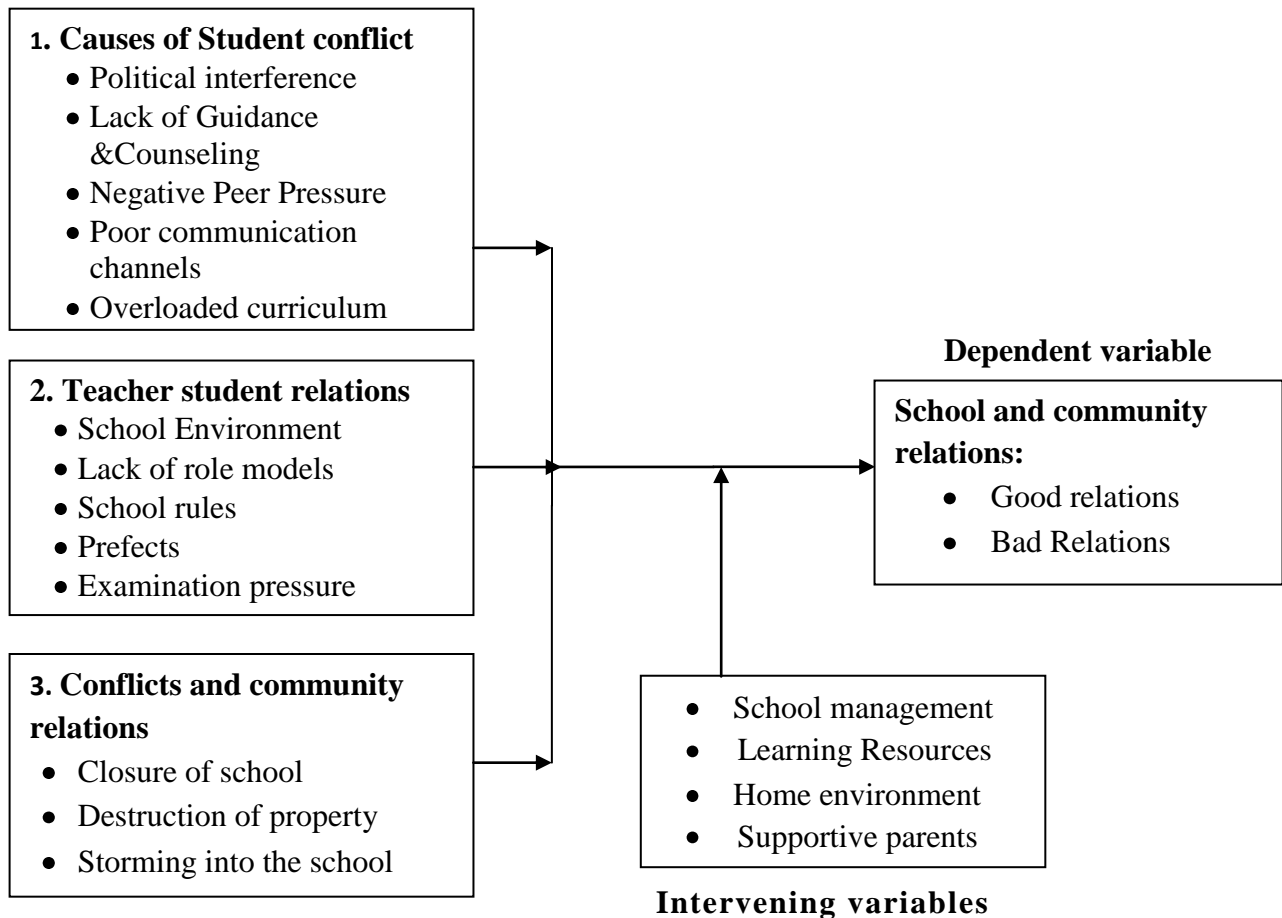 1. Causes of Student conflict
• Political interference
• Lack of Guidance
&Counseling
• Negative Peer Pressure
• Poor communication
channels
• Overloaded curriculum
2. Teacher student relations
• School Environment
• Lack of role models
• School rules
• Prefects
• Examination pressure
3. Conflicts and community
relations
• Closure of school
• Destruction of property
• Storming into the school
Dependent variable
School and community
relations:
• Good relations
• Bad Relations
• School management
• Learning Resources
• Home environment
• Supportive parents
Intervening variables